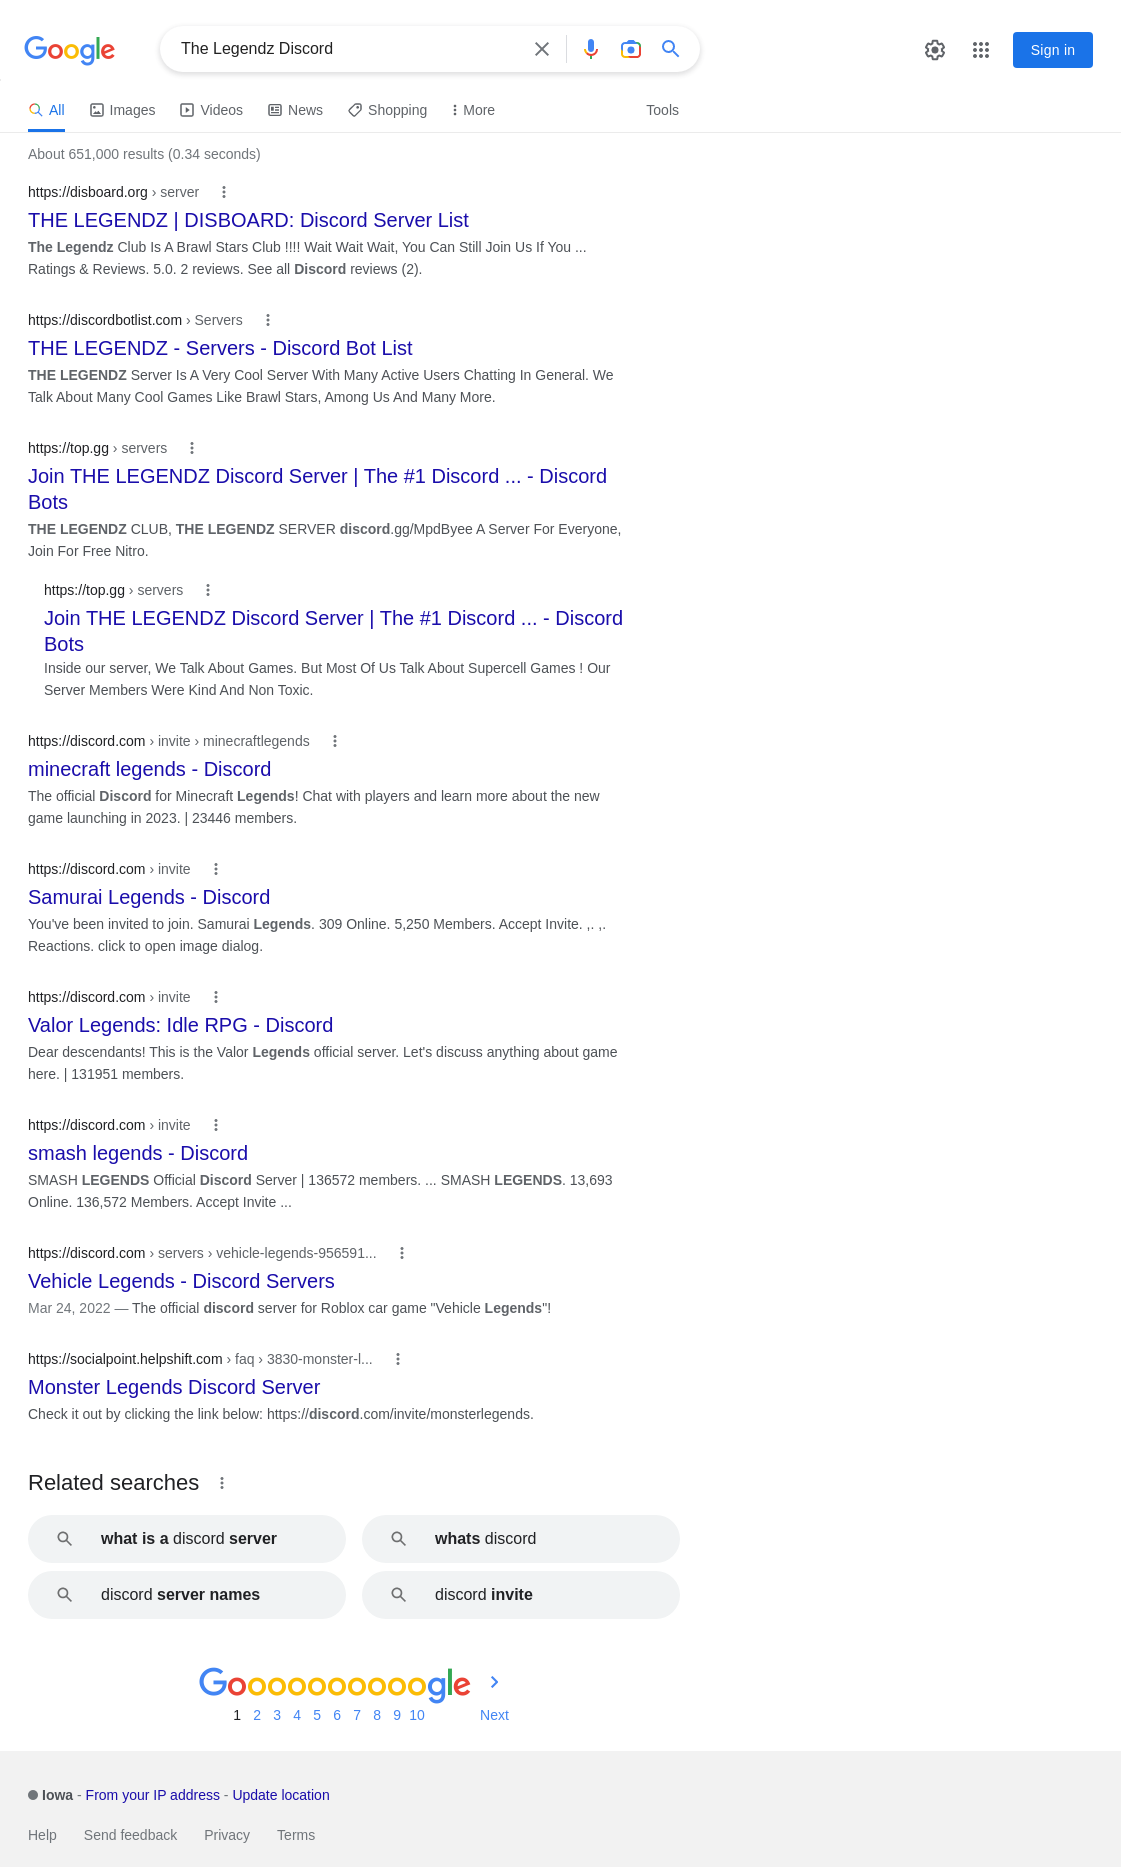 Google
The Legendz Discord
Sign in
All Images Videos News Shopping More Tools
About 651,000 results (0.34 seconds)
https://disboard.org › server
THE LEGENDZ | DISBOARD: Discord Server List
The Legendz Club Is A Brawl Stars Club !!!! Wait Wait Wait, You Can Still Join Us If You ...
Ratings & Reviews. 5.0. 2 reviews. See all Discord reviews (2).
https://discordbotlist.com › Servers
THE LEGENDZ - Servers - Discord Bot List
THE LEGENDZ Server Is A Very Cool Server With Many Active Users Chatting In General. We
Talk About Many Cool Games Like Brawl Stars, Among Us And Many More.
https://top.gg › servers
Join THE LEGENDZ Discord Server | The #1 Discord ... - Discord
Bots
THE LEGENDZ CLUB, THE LEGENDZ SERVER discord.gg/MpdByee A Server For Everyone,
Join For Free Nitro.
https://top.gg › servers
Join THE LEGENDZ Discord Server | The #1 Discord ... - Discord
Bots
Inside our server, We Talk About Games. But Most Of Us Talk About Supercell Games ! Our
Server Members Were Kind And Non Toxic.
https://discord.com › invite › minecraftlegends
minecraft legends - Discord
The official Discord for Minecraft Legends! Chat with players and learn more about the new
game launching in 2023. | 23446 members.
https://discord.com › invite
Samurai Legends - Discord
You've been invited to join. Samurai Legends. 309 Online. 5,250 Members. Accept Invite. ,. ,.
Reactions. click to open image dialog.
https://discord.com › invite
Valor Legends: Idle RPG - Discord
Dear descendants! This is the Valor Legends official server. Let's discuss anything about game
here. | 131951 members.
https://discord.com › invite
smash legends - Discord
SMASH LEGENDS Official Discord Server | 136572 members. ... SMASH LEGENDS. 13,693
Online. 136,572 Members. Accept Invite ...
https://discord.com › servers › vehicle-legends-956591...
Vehicle Legends - Discord Servers
Mar 24, 2022 — The official discord server for Roblox car game "Vehicle Legends"!
https://socialpoint.helpshift.com › faq › 3830-monster-l...
Monster Legends Discord Server
Check it out by clicking the link below: https://discord.com/invite/monsterlegends.
Related searches
what is a discord server
whats discord
discord server names
discord invite
Goooooooooogle
1 2 3 4 5 6 7 8 9 10 Next
Iowa - From your IP address - Update location
Help Send feedback Privacy Terms